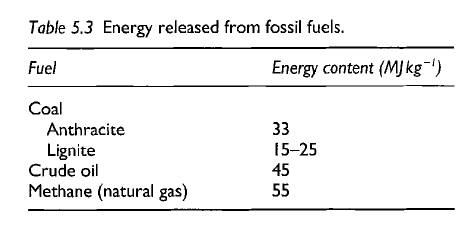 Table 5.3 Energy released from fossil fuels.
Fuel Energy content (MJ kg⁻¹)
Coal
Anthracite 33
Lignite 15–25
Crude oil 45
Methane (natural gas) 55